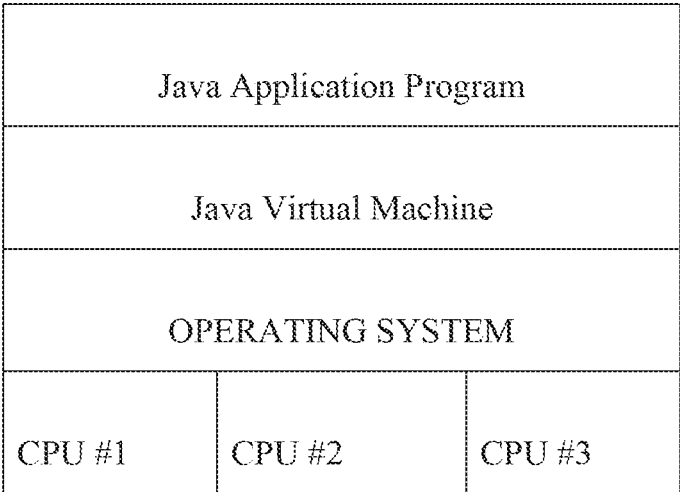 Java Application Program
Java Virtual Machine
OPERATING SYSTEM
CPU #1 CPU #2 CPU #3